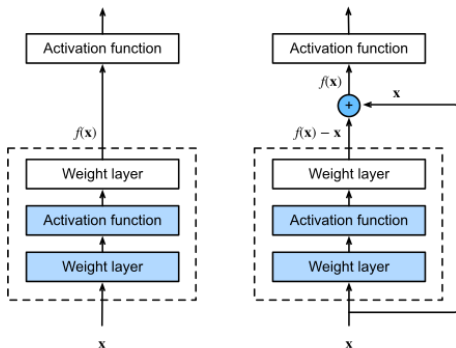 Activation function
f(x)
Weight layer
Activation function
Weight layer
x
Activation function
f(x)
+
x
f(x) − x
Weight layer
Activation function
Weight layer
x